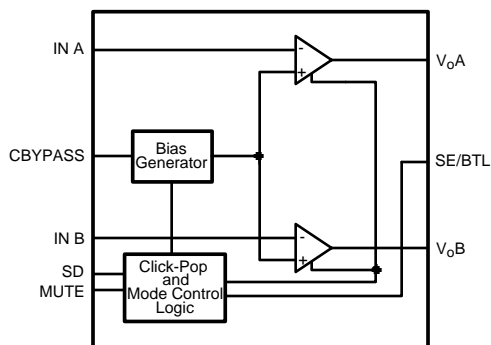 IN A
-
+
VoA
CBYPASS
Bias
Generator
SE/BTL
IN B
-
+
VoB
SD
MUTE
Click-Pop
and
Mode Control
Logic